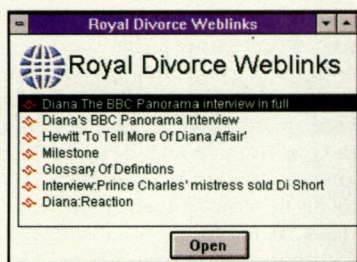 Royal Divorce Weblinks
Royal Divorce Weblinks
Diana The BBC Panorama interview in full
Diana's BBC Panorama Interview
Hewitt 'To Tell More Of Diana Affair'
Milestone
Glossary Of Defintions
Interview:Prince Charles' mistress sold Di Short
Diana:Reaction
Open